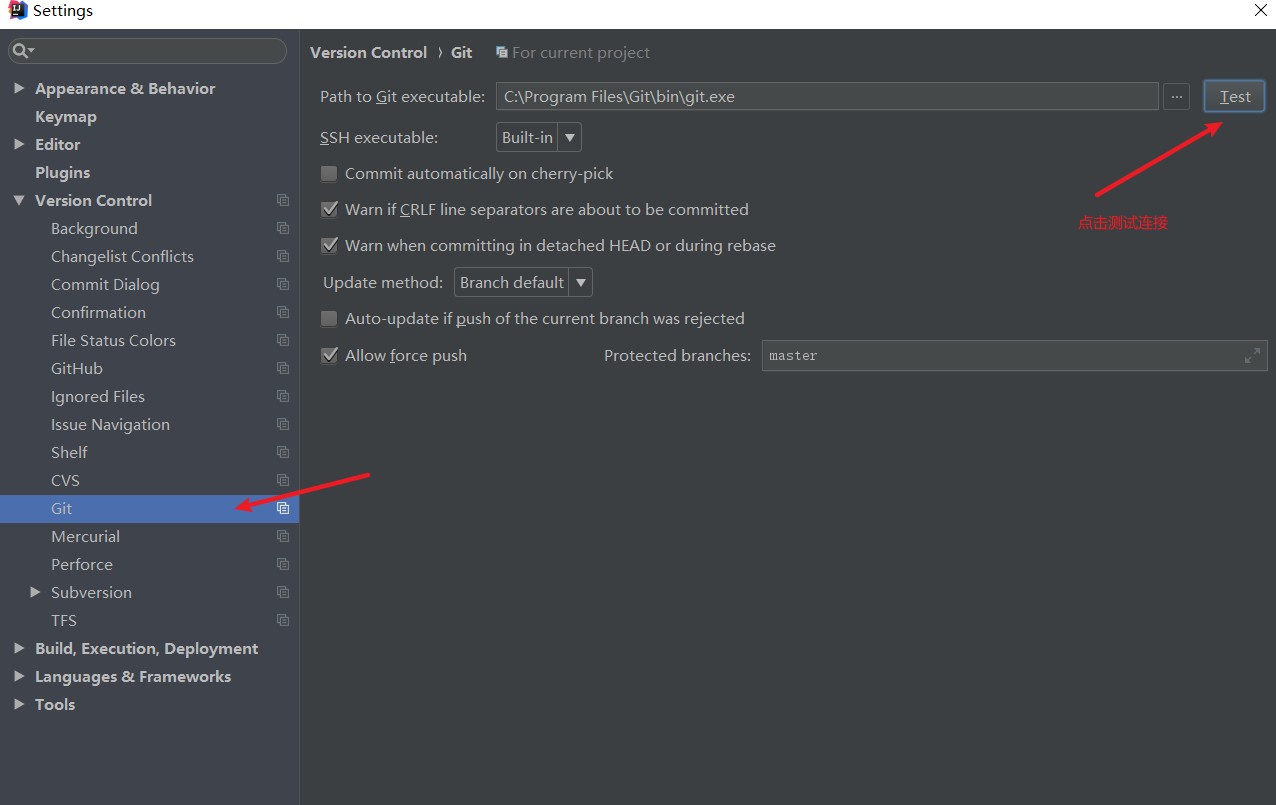 Settings
Appearance & Behavior
Keymap
Editor
Plugins
Version Control
Background
Changelist Conflicts
Commit Dialog
Confirmation
File Status Colors
GitHub
Ignored Files
Issue Navigation
Shelf
CVS
Git
Mercurial
Perforce
Subversion
TFS
Build, Execution, Deployment
Languages & Frameworks
Tools
Version Control › Git For current project
Path to Git executable: C:\Program Files\Git\bin\git.exe ... Test
SSH executable: Built-in
Commit automatically on cherry-pick
点击测试连接
Warn if CRLF line separators are about to be committed
Warn when committing in detached HEAD or during rebase
Update method: Branch default
Auto-update if push of the current branch was rejected
Allow force push Protected branches: master